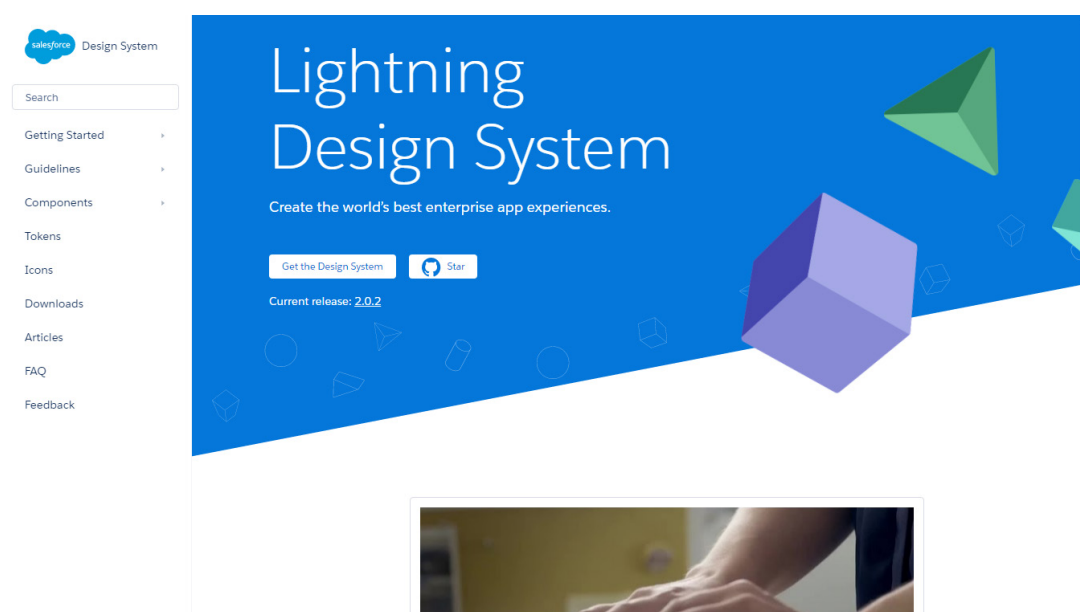 salesforce Design System
Search
Getting Started
Guidelines
Components
Tokens
Icons
Downloads
Articles
FAQ
Feedback
Lightning
Design System
Create the world's best enterprise app experiences.
Get the Design System
Star
Current release: 2.0.2